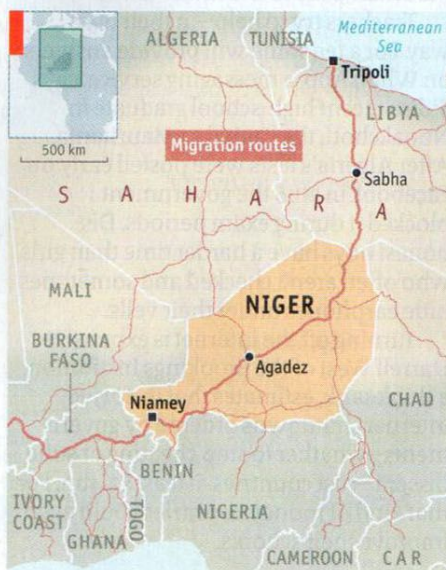 Mediterranean
Sea
ALGERIA
TUNISIA
Tripoli
LIBYA
500 km
Migration routes
Sabha
SAHARA
MALI
NIGER
BURKINA
FASO
Agadez
CHAD
Niamey
BENIN
IVORY
COAST
TOGO
NIGERIA
GHANA
CAMEROON
CAR